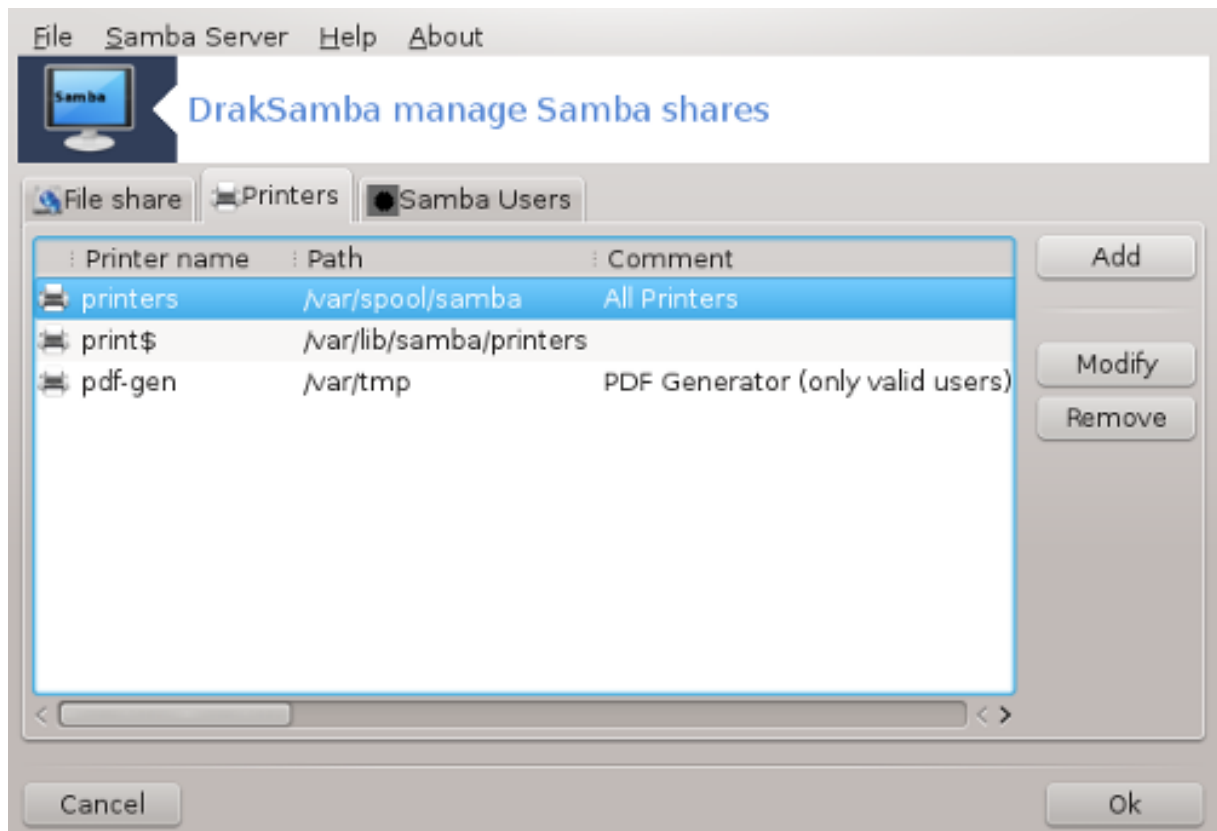 File Samba Server Help About
Samba
DrakSamba manage Samba shares
File share Printers Samba Users
Printer name Path Comment
Add
printers /var/spool/samba All Printers
print$ /var/lib/samba/printers
Modify
pdf-gen /var/tmp PDF Generator (only valid users)
Remove
Cancel Ok